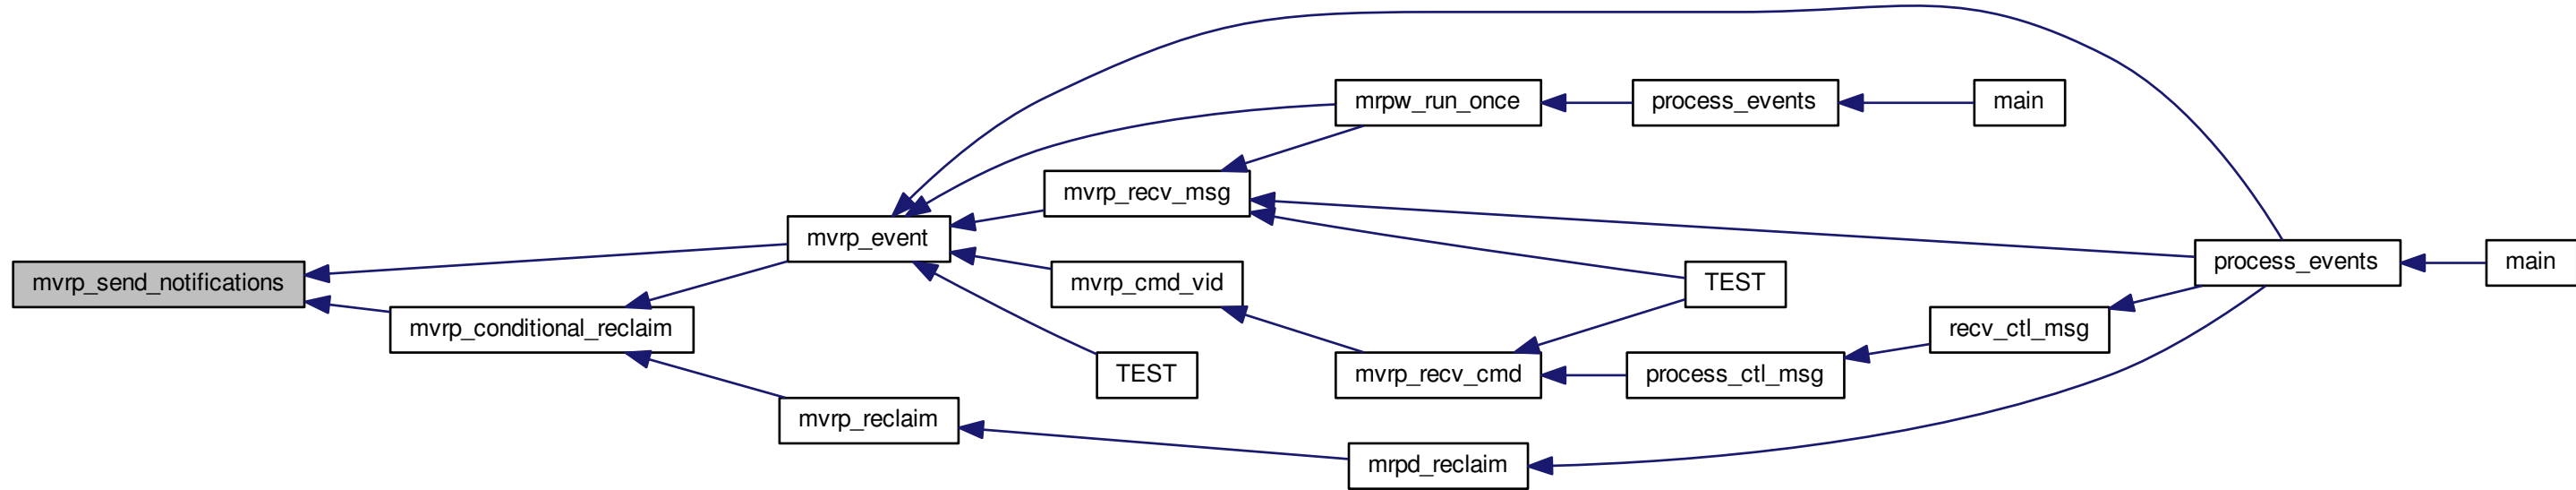 mvrp_send_notifications
mvrp_event
mvrp_conditional_reclaim
mrpw_run_once
process_events
main
mvrp_recv_msg
mvrp_cmd_vid
TEST
mvrp_reclaim
TEST
mvrp_recv_cmd
process_ctl_msg
recv_ctl_msg
mrpd_reclaim
process_events
main